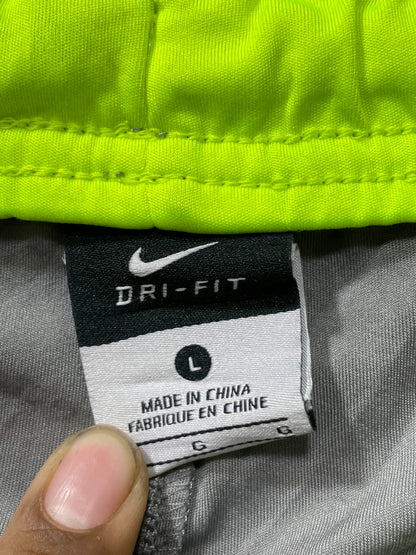 DRI-FIT
L
MADE IN CHINA
FABRIQUE EN CHINE
G G